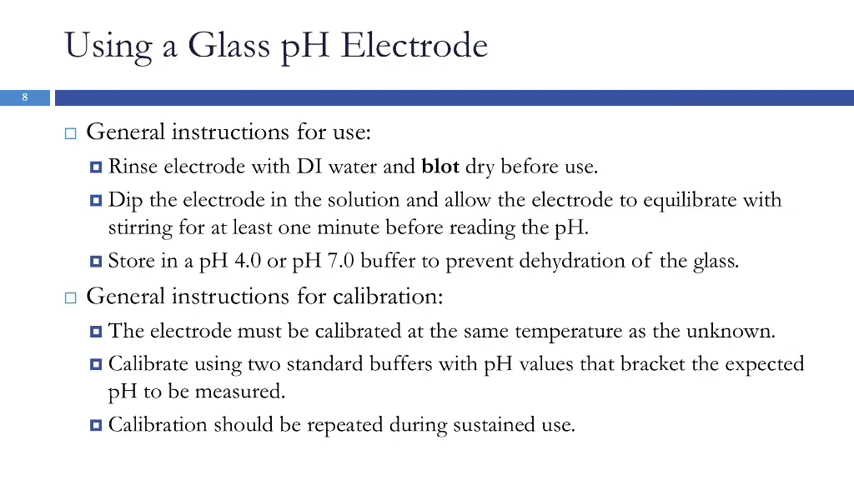 Using a Glass pH Electrode
8
General instructions for use:
Rinse electrode with DI water and blot dry before use.
Dip the electrode in the solution and allow the electrode to equilibrate with
stirring for at least one minute before reading the pH.
Store in a pH 4.0 or pH 7.0 buffer to prevent dehydration of the glass.
General instructions for calibration:
The electrode must be calibrated at the same temperature as the unknown.
Calibrate using two standard buffers with pH values that bracket the expected
pH to be measured.
Calibration should be repeated during sustained use.